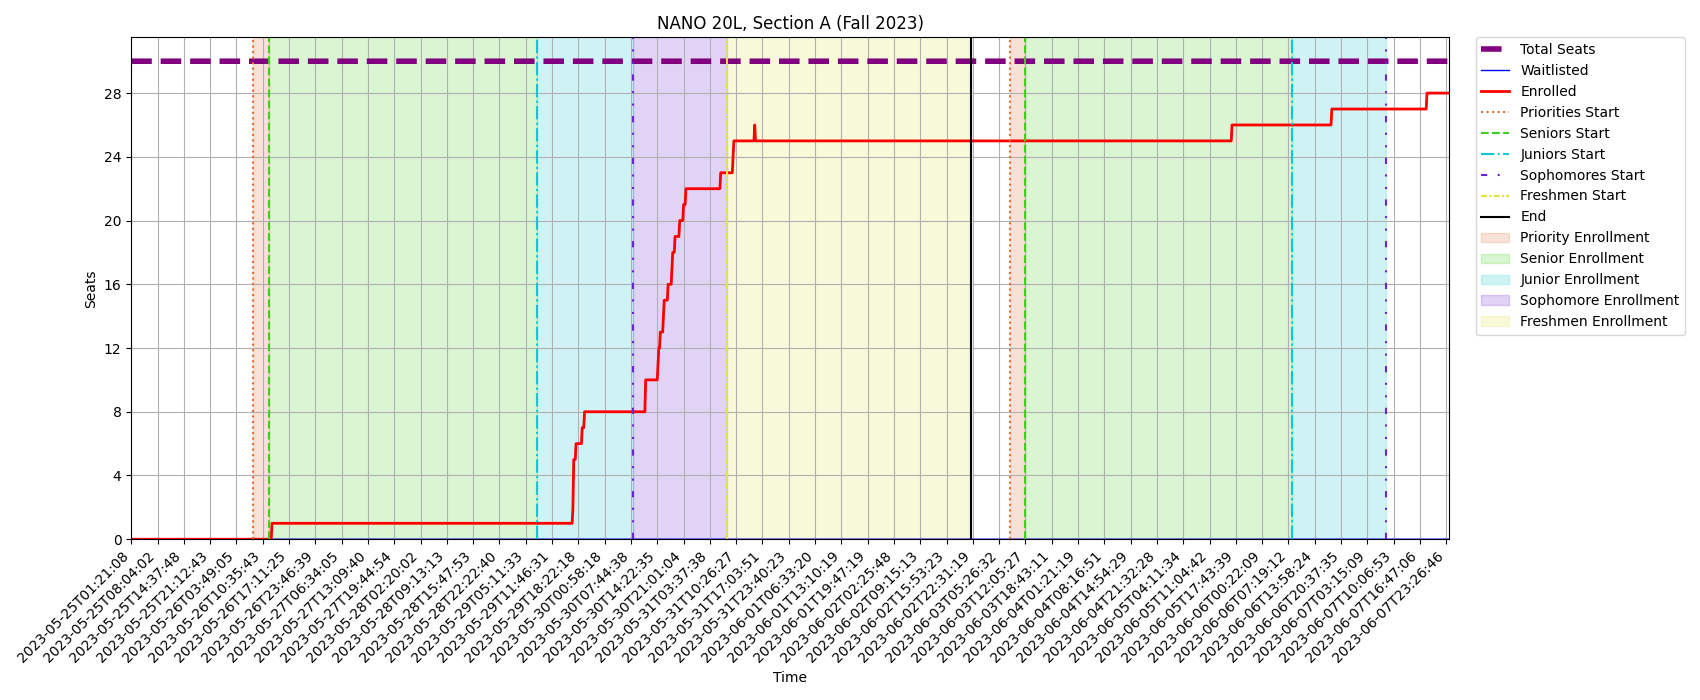 NANO 20L, Section A (Fall 2023)
Total Seats
Waitlisted
Enrolled
Priorities Start
Seniors Start
Juniors Start
Sophomores Start
Freshmen Start
End
Priority Enrollment
Senior Enrollment
Junior Enrollment
Sophomore Enrollment
Freshmen Enrollment
Seats
28
24
20
16
12
8
4
0
2023-05-25T01:21:08
2023-05-25T08:04:02
2023-05-25T14:37:48
2023-05-25T21:12:43
2023-05-26T03:49:05
2023-05-26T10:35:43
2023-05-26T17:11:25
2023-05-26T23:46:39
2023-05-27T06:34:05
2023-05-27T13:09:40
2023-05-27T19:44:54
2023-05-28T02:20:02
2023-05-28T09:13:13
2023-05-28T15:47:53
2023-05-28T22:22:40
2023-05-29T05:11:33
2023-05-29T11:46:31
2023-05-29T18:22:18
2023-05-30T00:58:18
2023-05-30T07:44:38
2023-05-30T14:22:35
2023-05-30T21:01:04
2023-05-31T03:37:38
2023-05-31T10:26:27
2023-05-31T17:03:51
2023-05-31T23:40:23
2023-06-01T06:33:20
2023-06-01T13:10:19
2023-06-01T19:47:19
2023-06-02T02:25:48
2023-06-02T09:15:13
2023-06-02T15:53:23
2023-06-02T22:31:19
2023-06-03T05:26:32
2023-06-03T12:05:27
2023-06-03T18:43:11
2023-06-04T01:21:19
2023-06-04T08:16:51
2023-06-04T14:54:29
2023-06-04T21:32:28
2023-06-05T04:11:34
2023-06-05T11:04:42
2023-06-05T17:43:39
2023-06-06T00:22:09
2023-06-06T07:19:12
2023-06-06T13:58:24
2023-06-06T20:37:35
2023-06-07T03:15:09
2023-06-07T10:06:53
2023-06-07T16:47:06
2023-06-07T23:26:46
Time